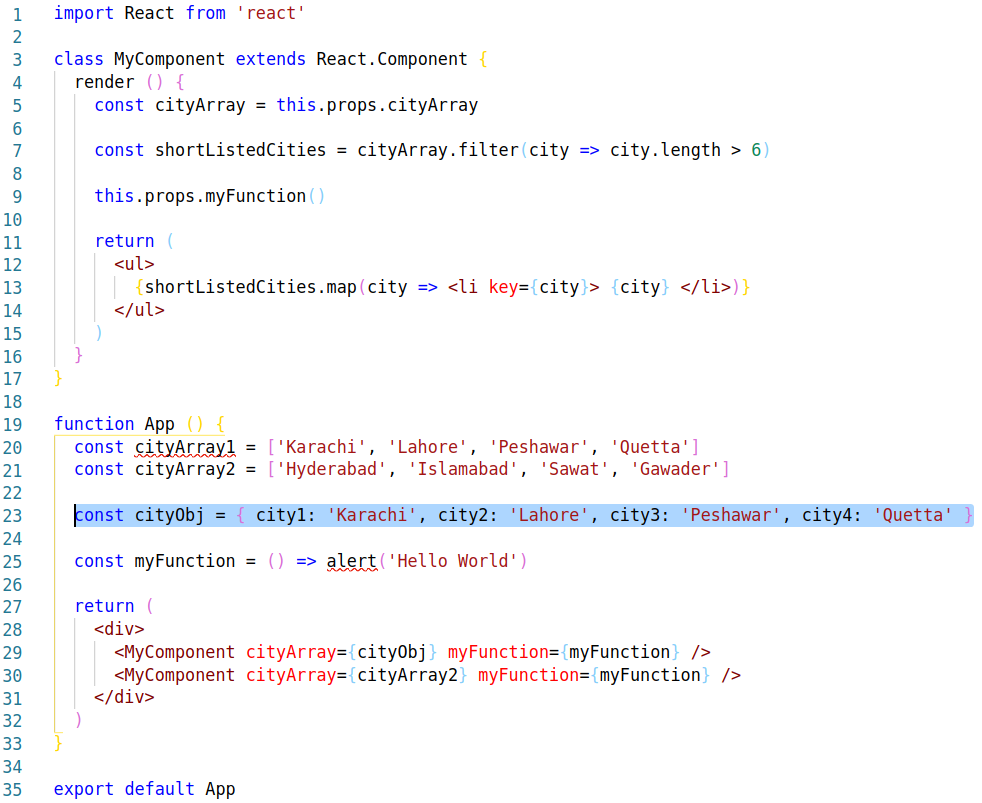 1 import React from 'react'
2
3 class MyComponent extends React.Component {
4 render () {
5 const cityArray = this.props.cityArray
6
7 const shortListedCities = cityArray.filter(city => city.length > 6)
8
9 this.props.myFunction()
10
11 return (
12 <ul>
13 {shortListedCities.map(city => <li key={city}> {city} </li>)}
14 </ul>
15 )
16 }
17 }
18
19 function App () {
20 const cityArray1 = ['Karachi', 'Lahore', 'Peshawar', 'Quetta']
21 const cityArray2 = ['Hyderabad', 'Islamabad', 'Sawat', 'Gawader']
22
23 const cityObj = { city1: 'Karachi', city2: 'Lahore', city3: 'Peshawar', city4: 'Quetta' }
24
25 const myFunction = () => alert('Hello World')
26
27 return (
28 <div>
29 <MyComponent cityArray={cityObj} myFunction={myFunction} />
30 <MyComponent cityArray={cityArray2} myFunction={myFunction} />
31 </div>
32 )
33 }
34
35 export default App